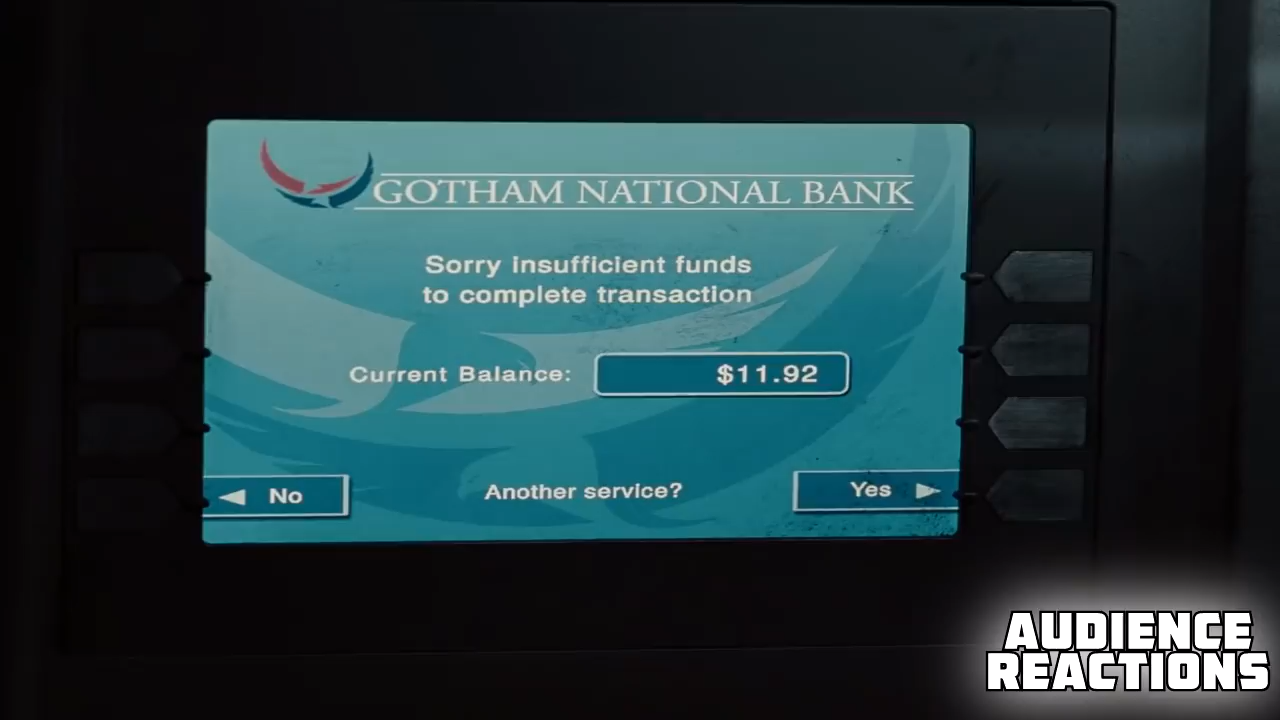 GOTHAM NATIONAL BANK
Sorry insufficient funds
to complete transaction
Current Balance: $11.92
No Another service? Yes
AUDIENCE
REACTIONS